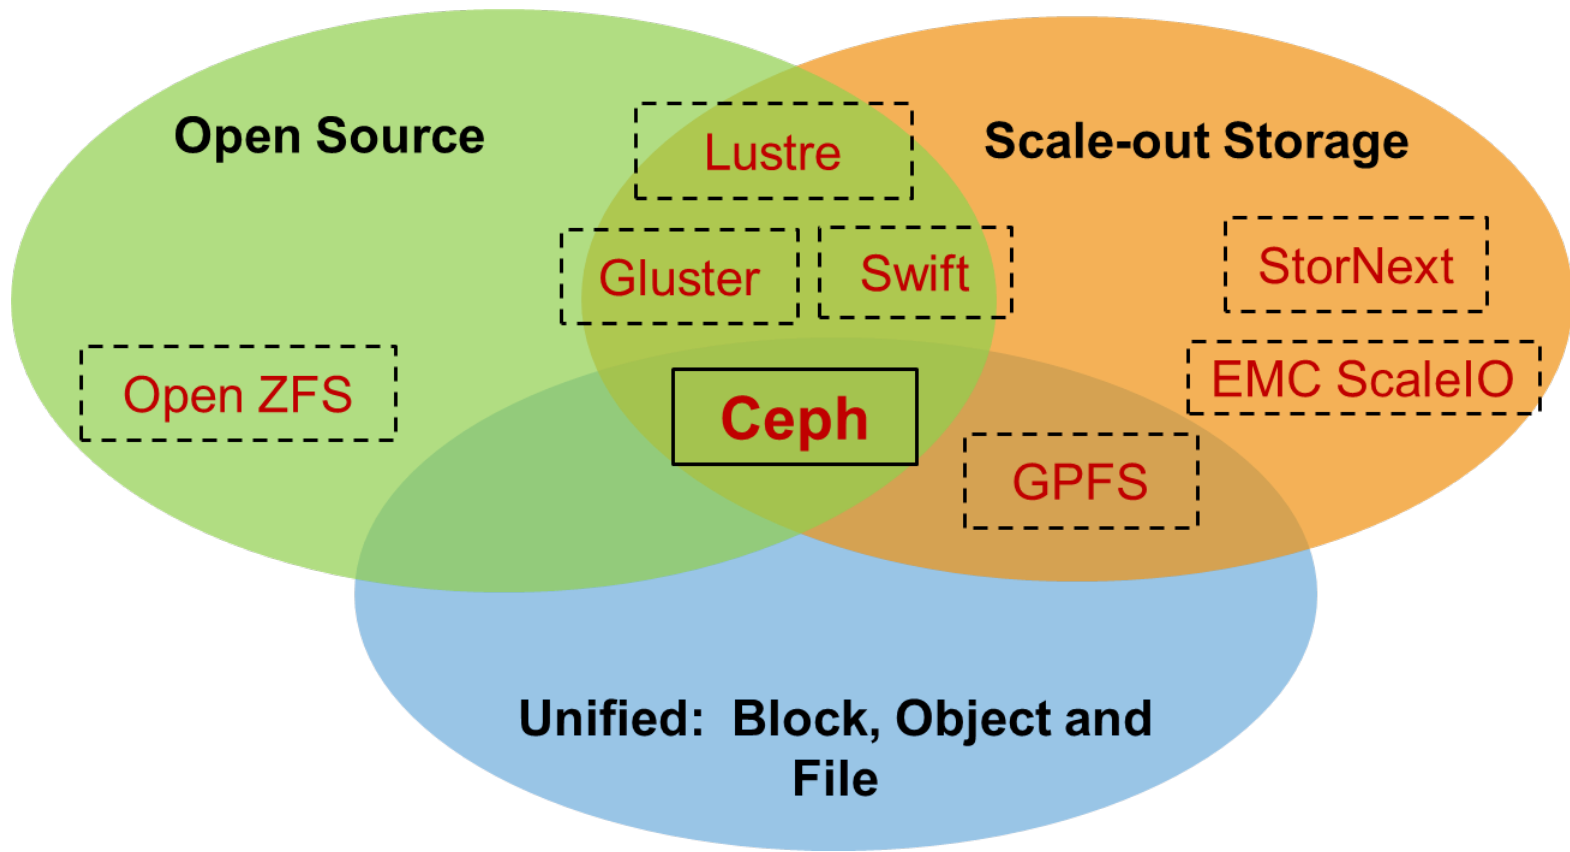 Open Source
Scale-out Storage
Lustre
Gluster
Swift
StorNext
Open ZFS
EMC ScaleIO
Ceph
GPFS
Unified:  Block, Object and
File